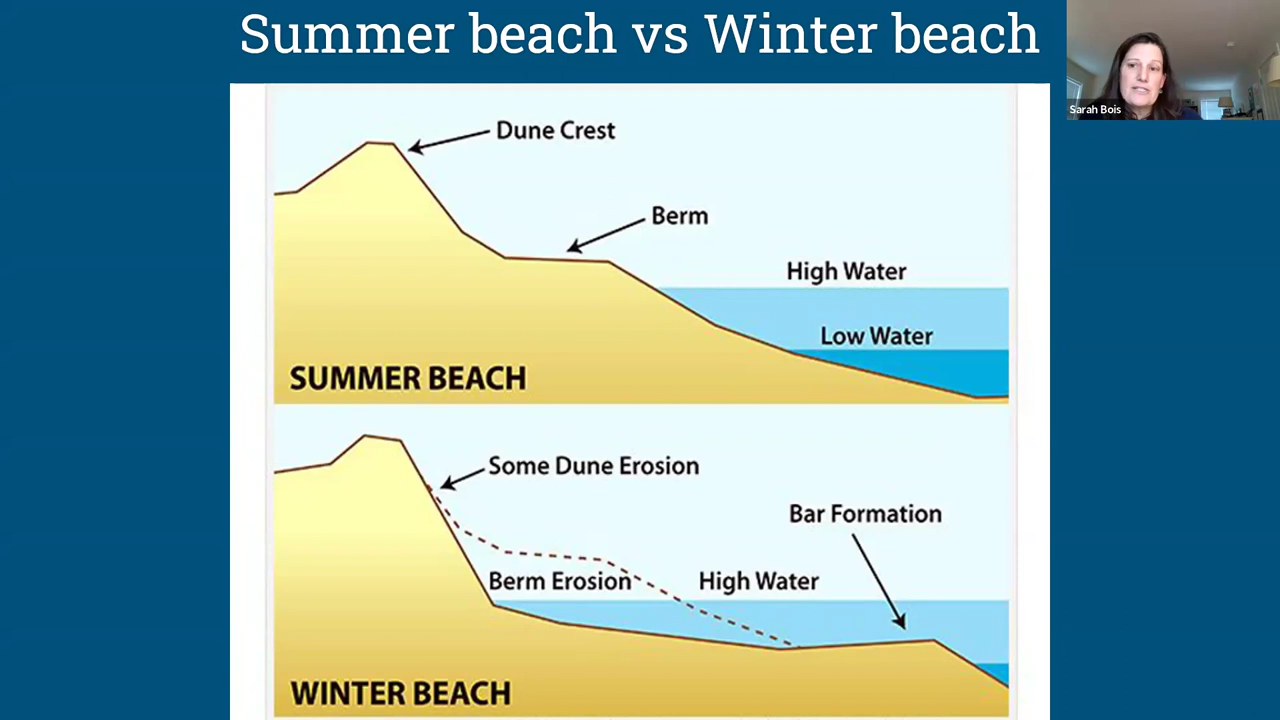 Summer beach vs Winter beach
Sarah Bois
Dune Crest
Berm
High Water
Low Water
SUMMER BEACH
Some Dune Erosion
Bar Formation
Berm Erosion
High Water
WINTER BEACH